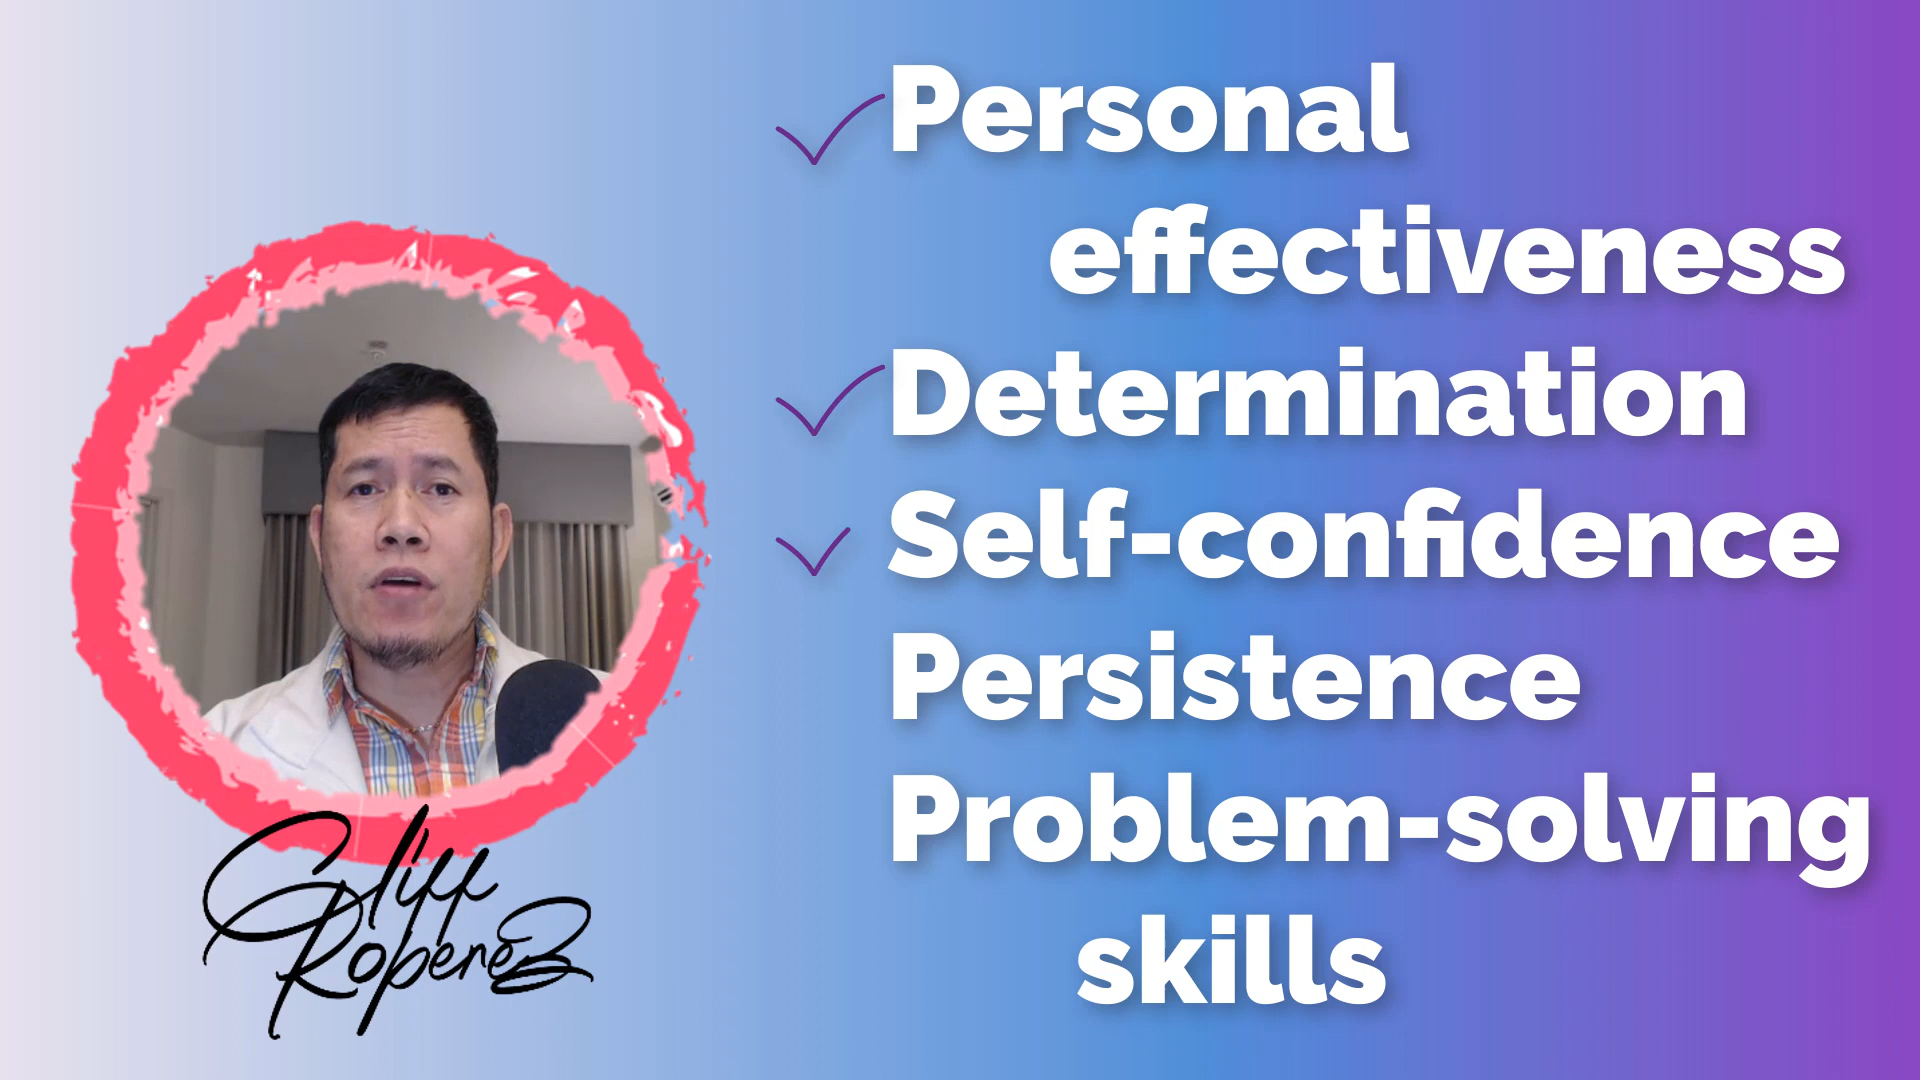 Personal
effectiveness
Determination
Self-confidence
Persistence
Problem-solving
skills
Cliff
Roperez